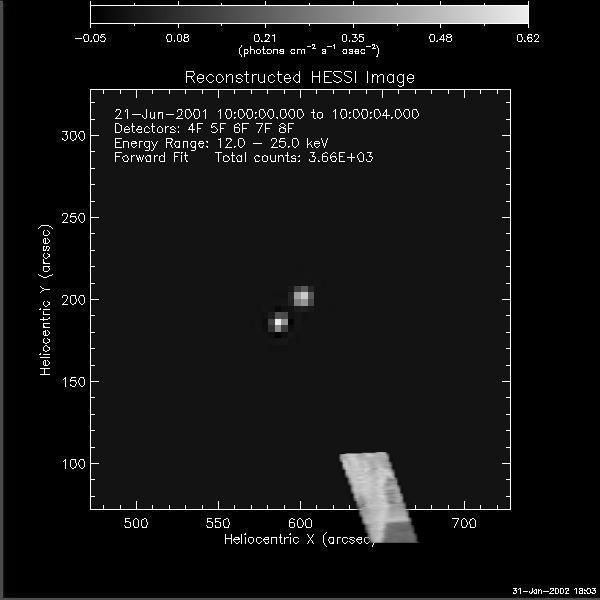 −0.05 0.08 0.21 0.35 0.48 0.62
(photons cm⁻² s⁻¹ asec⁻²)
Reconstructed HESSI Image
21−Jun−2001 10:00:00.000 to 10:00:04.000
Detectors: 4F 5F 6F 7F 8F
Energy Range: 12.0 − 25.0 keV
Forward Fit Total counts: 3.66E+03
300
250
200
150
100
Heliocentric Y (arcsec)
500 550 600 700
Heliocentric X (arcsec)
31−Jan−2002 18:03